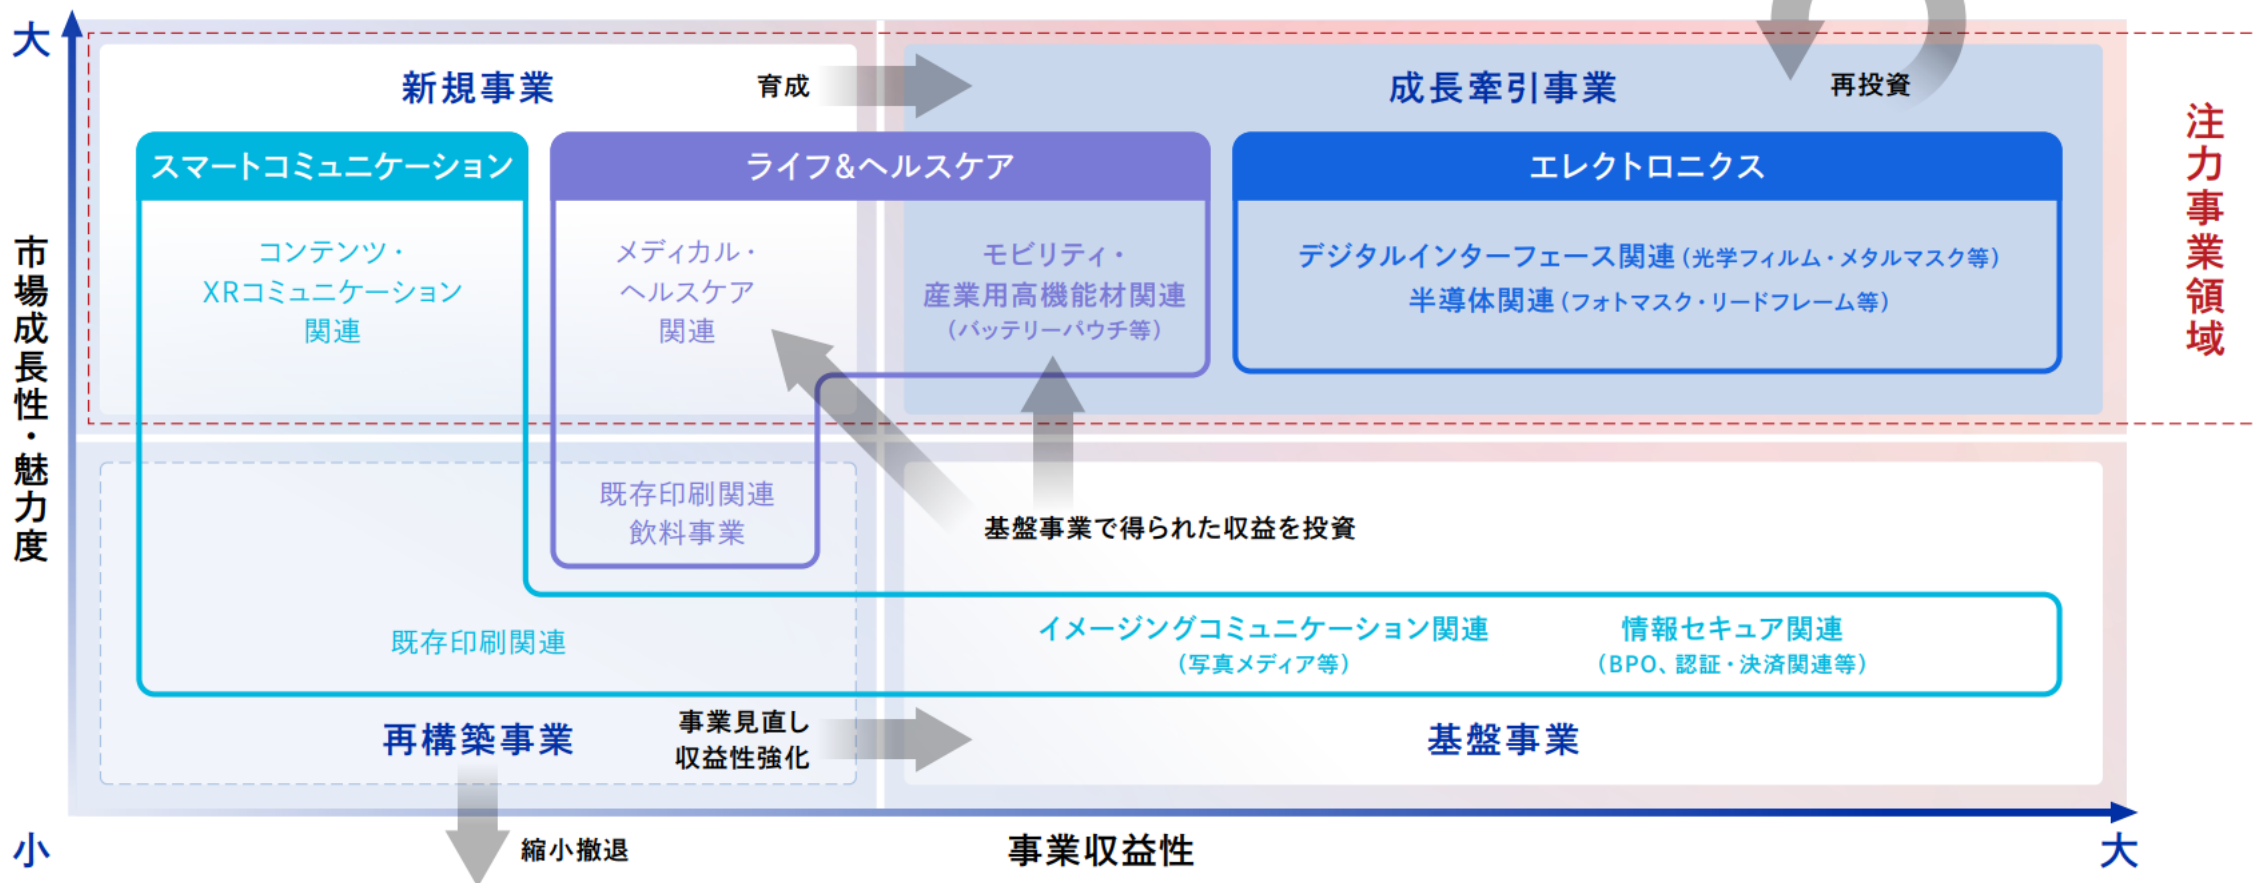 大
新規事業
育成
成長牽引事業
再投資
注力事業領域
スマートコミュニケーション
ライフ&ヘルスケア
エレクトロニクス
コンテンツ・
XRコミュニケーション
関連
メディカル・
ヘルスケア
関連
モビリティ・
産業用高機能材関連
(バッテリーパウチ等)
デジタルインターフェース関連(光学フィルム・メタルマスク等)
半導体関連(フォトマスク・リードフレーム等)
市場成長性・魅力度
既存印刷関連
飲料事業
基盤事業で得られた収益を投資
既存印刷関連
イメージングコミュニケーション関連
(写真メディア等)
情報セキュア関連
(BPO、認証・決済関連等)
再構築事業
事業見直し
収益性強化
基盤事業
小
縮小撤退
事業収益性
大